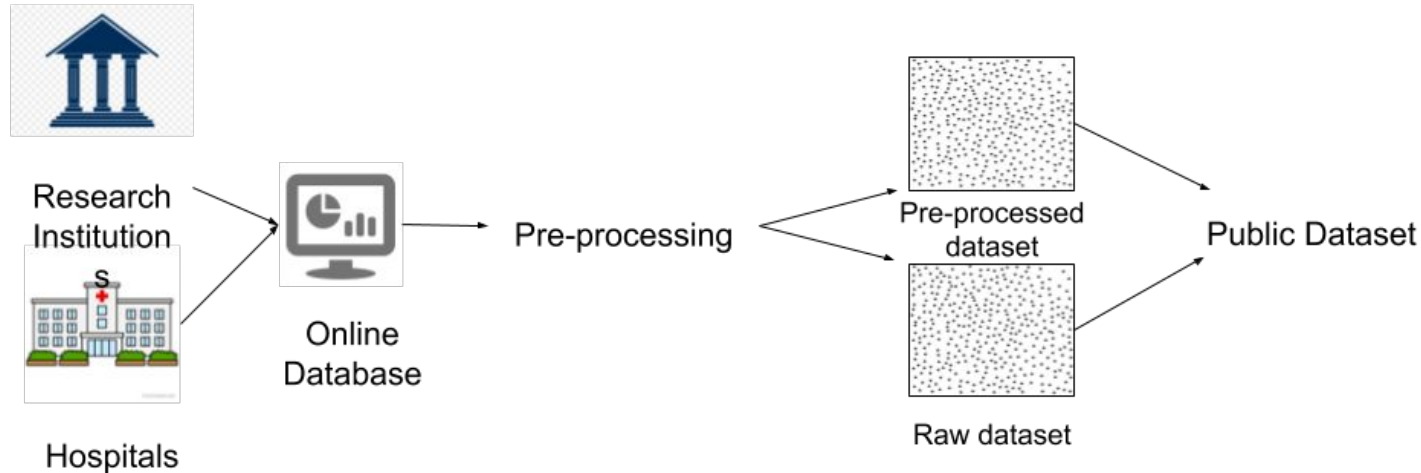 Research
Institution
s
Hospitals
Online
Database
Pre-processing
Pre-processed
dataset
Raw dataset
Public Dataset